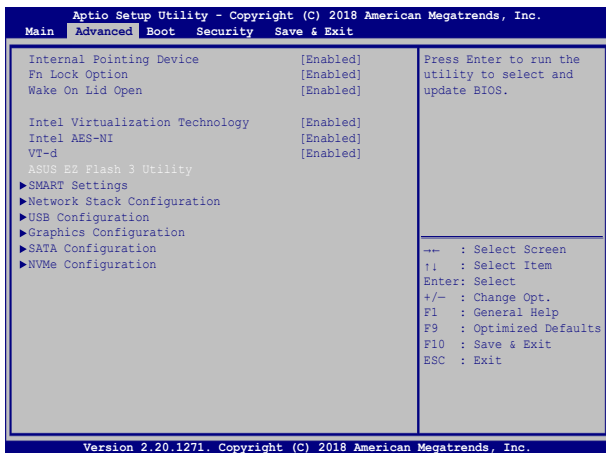 Aptio Setup Utility - Copyright (C) 2018 American Megatrends, Inc.
Main Advanced Boot Security Save & Exit
Internal Pointing Device [Enabled]
Fn Lock Option [Enabled]
Wake On Lid Open [Enabled]
Intel Virtualization Technology [Enabled]
Intel AES-NI [Enabled]
VT-d [Enabled]
ASUS EZ Flash 3 Utility
▶SMART Settings
▶Network Stack Configuration
▶USB Configuration
▶Graphics Configuration
▶SATA Configuration
▶NVMe Configuration
Press Enter to run the
utility to select and
update BIOS.
→← : Select Screen
↑↓ : Select Item
Enter: Select
+/— : Change Opt.
F1 : General Help
F9 : Optimized Defaults
F10 : Save & Exit
ESC : Exit
Version 2.20.1271. Copyright (C) 2018 American Megatrends, Inc.